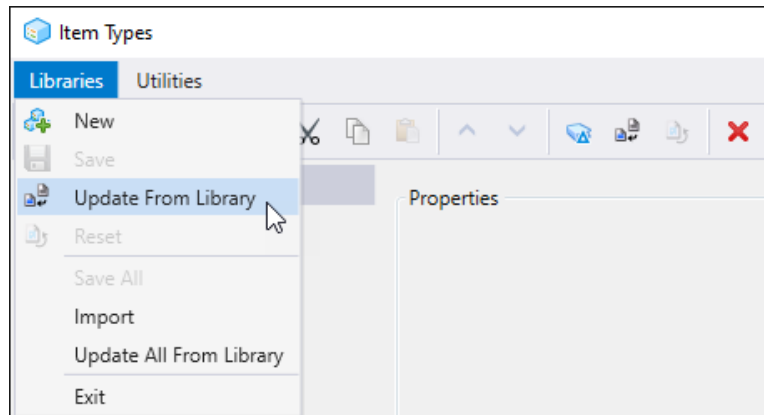 Item Types
Libraries Utilities
New
Save
Update From Library
Properties
Reset
Save All
Import
Update All From Library
Exit